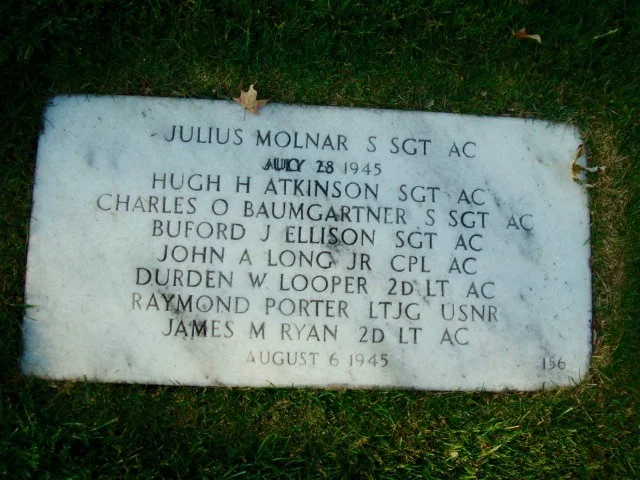 JULIUS MOLNAR S SGT AC
JULY 28 1945
HUGH H ATKINSON SGT AC
CHARLES O BAUMGARTNER S SGT AC
BUFORD J ELLISON SGT AC
JOHN A LONG JR CPL AC
DURDEN W LOOPER 2D LT AC
RAYMOND PORTER LTJG USNR
JAMES M RYAN 2D LT AC
AUGUST 6 1945
156